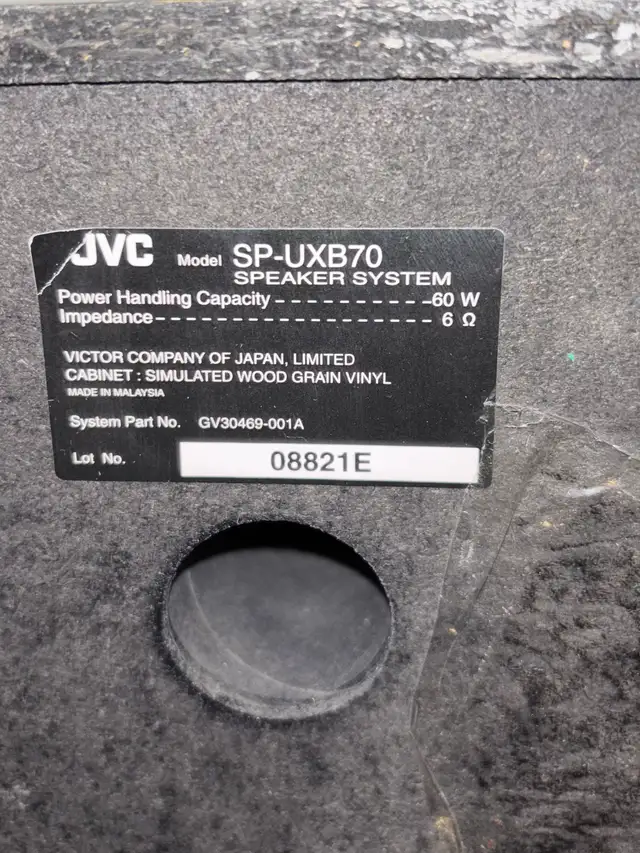 JVC Model SP-UXB70
SPEAKER SYSTEM
Power Handling Capacity ----------60 W
Impedance------------------ 6 Ω
VICTOR COMPANY OF JAPAN, LIMITED
CABINET : SIMULATED WOOD GRAIN VINYL
MADE IN MALAYSIA
System Part No. GV30469-001A
Lot No. 08821E